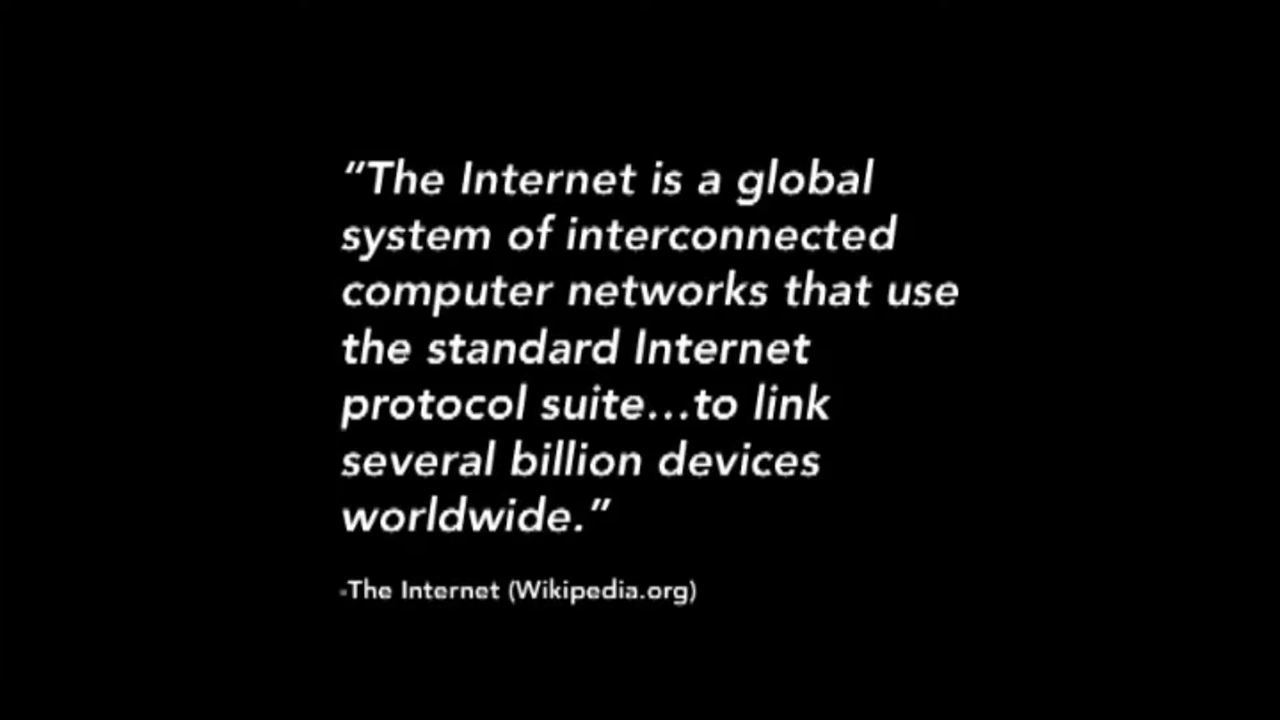 “The Internet is a global
system of interconnected
computer networks that use
the standard Internet
protocol suite...to link
several billion devices
worldwide.”
-The Internet (Wikipedia.org)